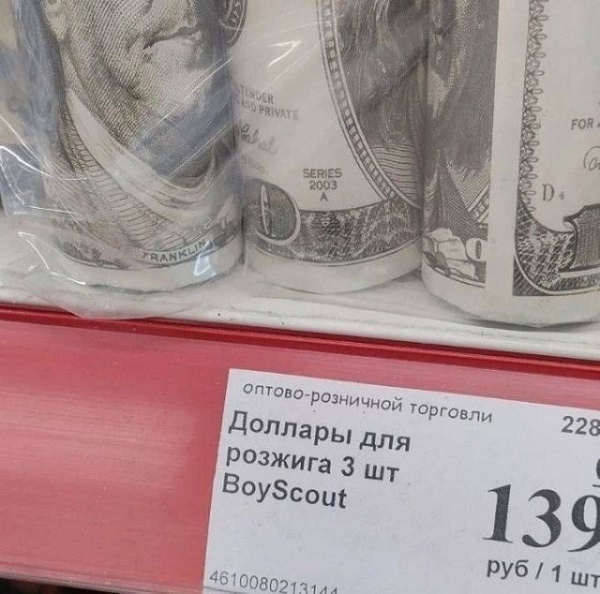 TENDER
AND PRIVATE
SERIES
2003
A
FRANKLIN
FOR
D
оптово-розничной торговли
228
Доллары для
розжига 3 шт
BoyScout
139
руб / 1 шт
4610080213144